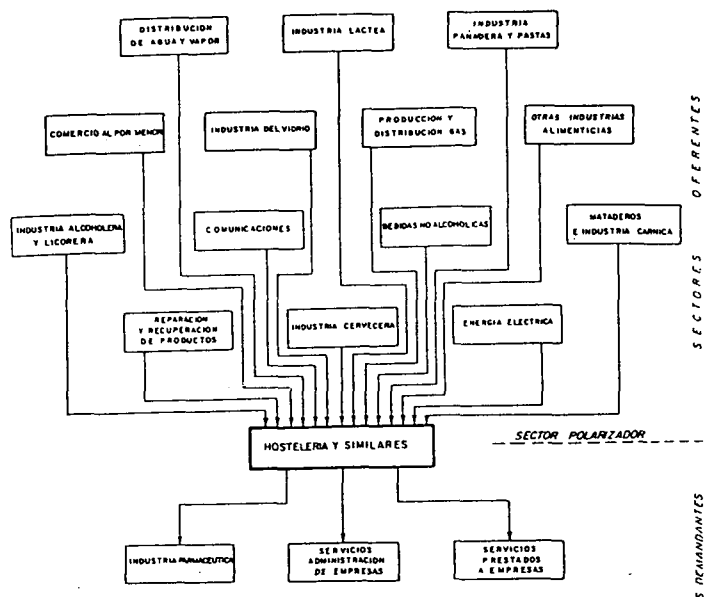 DISTRIBUCION
DE AGUA Y VAPOR
INDUSTRIA LACTEA
INDUSTRIA
PANADERA Y PASTAS
COMERCIO AL POR MENOR
INDUSTRIA DEL VIDRIO
PRODUCCION Y
DISTRIBUCION GAS
OTRAS INDUSTRIAS
ALIMENTICIAS
INDUSTRIA ALCOHOLERA
Y LICORERA
COMUNICACIONES
BEBIDAS NO ALCOHOLICAS
MATADEROS
E INDUSTRIA CARNICA
REPARACION
Y RECUPERACION
DE PRODUCTOS
INDUSTRIA CERVECERA
ENERGIA ELECTRICA
SECTORES OFERENTES
HOSTELERIA Y SIMILARES
SECTOR POLARIZADOR
INDUSTRIA FARMACEUTICA
SERVICIOS
ADMINISTRACION
DE EMPRESAS
SERVICIOS
PRESTADOS
A EMPRESAS
S DEMANDANTES